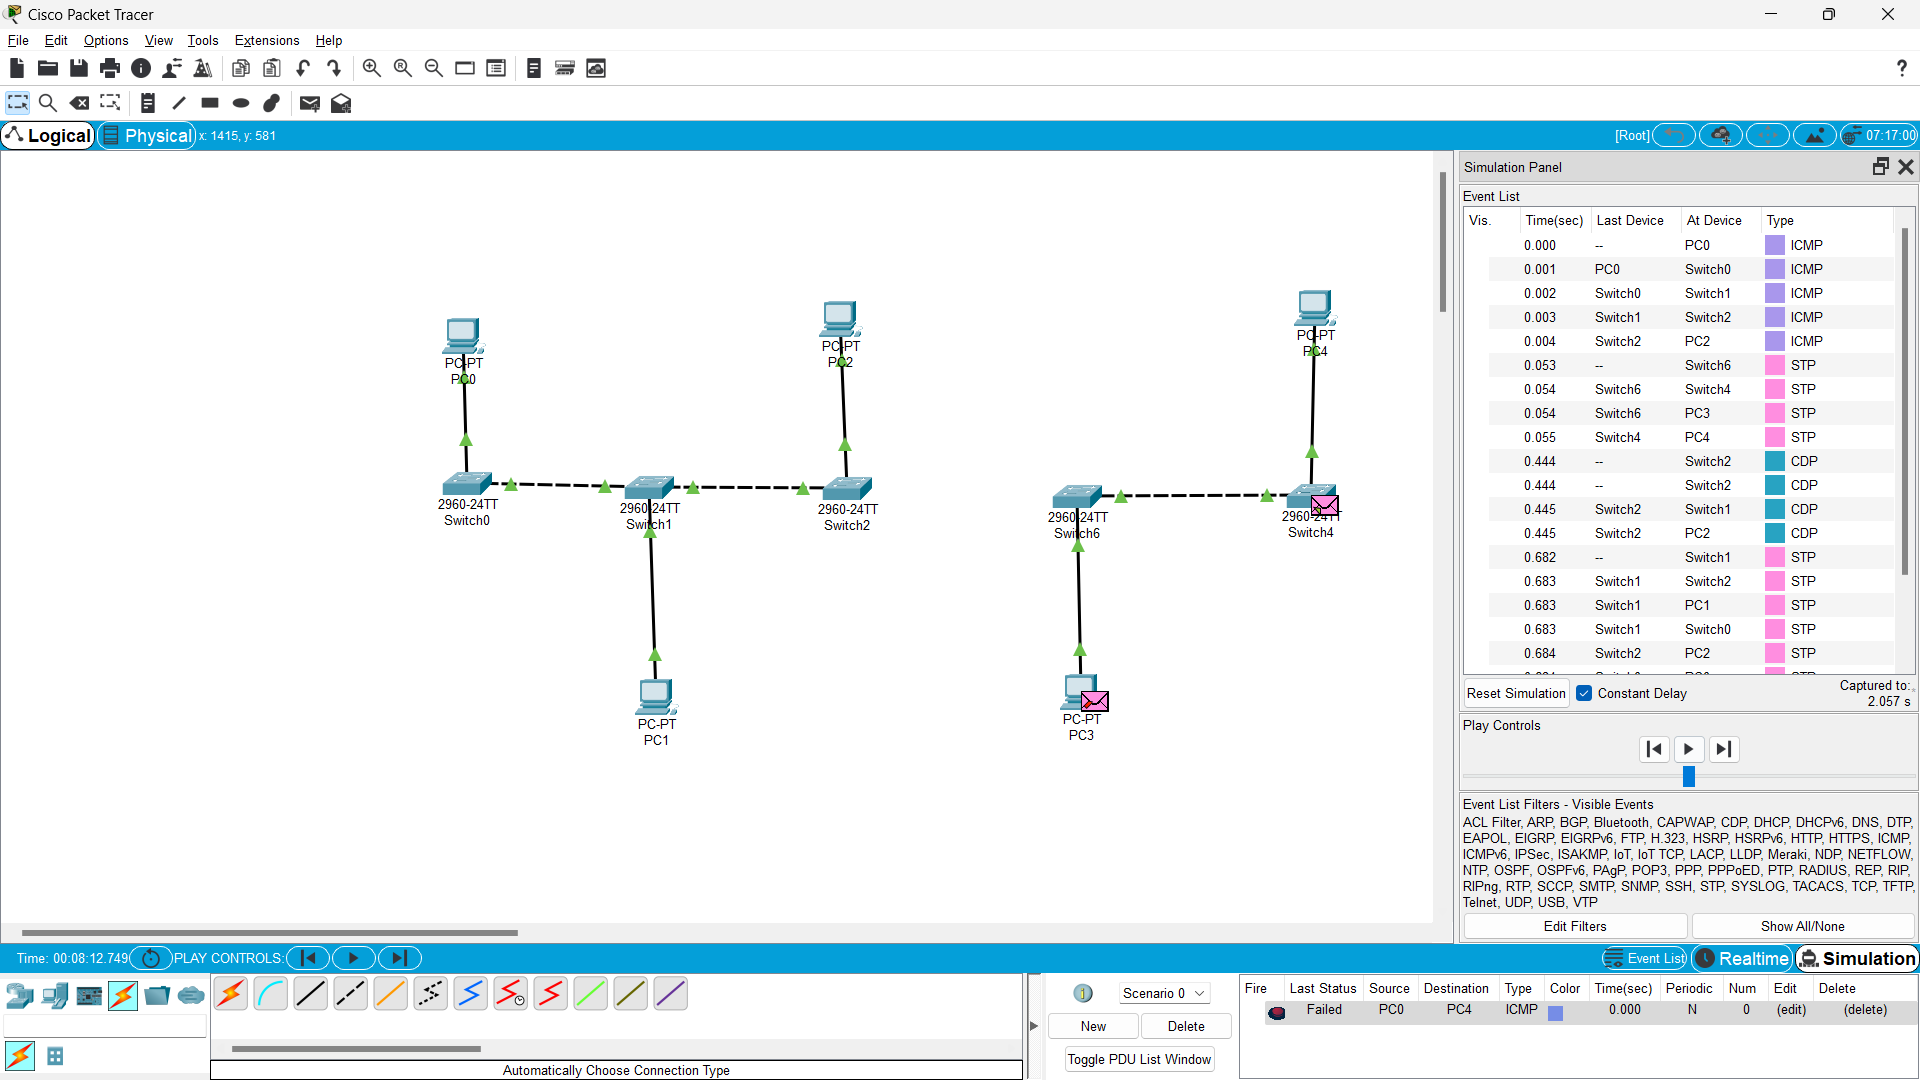 Cisco Packet Tracer
File Edit Options View Tools Extensions Help
Logical Physical x: 1415, y: 581 [Root] 07:17:00
Simulation Panel
Event List
Vis. Time(sec) Last Device At Device Type
0.000 -- PC0 ICMP
0.001 PC0 Switch0 ICMP
0.002 Switch0 Switch1 ICMP
0.003 Switch1 Switch2 ICMP
0.004 Switch2 PC2 ICMP
0.053 -- Switch6 STP
0.054 Switch6 Switch4 STP
0.054 Switch6 PC3 STP
0.055 Switch4 PC4 STP
0.444 -- Switch2 CDP
0.444 -- Switch2 CDP
0.445 Switch2 Switch1 CDP
0.445 Switch2 PC2 CDP
0.682 -- Switch1 STP
0.683 Switch1 Switch2 STP
0.683 Switch1 PC1 STP
0.683 Switch1 Switch0 STP
0.684 Switch2 PC2 STP
Reset Simulation Constant Delay Captured to:
2.057 s
Play Controls
Event List Filters - Visible Events
ACL Filter, ARP, BGP, Bluetooth, CAPWAP, CDP, DHCP, DHCPv6, DNS, DTP,
EAPOL, EIGRP, EIGRPv6, FTP, H.323, HSRP, HSRPv6, HTTP, HTTPS, ICMP,
ICMPv6, IPSec, ISAKMP, IoT, IoT TCP, LACP, LLDP, Meraki, NDP, NETFLOW,
NTP, OSPF, OSPFv6, PAgP, POP3, PPP, PPPoED, PTP, RADIUS, REP, RIP,
RIPng, RTP, SCCP, SMTP, SNMP, SSH, STP, SYSLOG, TACACS, TCP, TFTP,
Telnet, UDP, USB, VTP
Edit Filters Show All/None
PC-PT
PC0
PC-PT
PC2
PC-PT
PC4
2960-24TT
Switch0
2960-24TT
Switch1
2960-24TT
Switch2
2960-24TT
Switch6
2960-24TT
Switch4
PC-PT
PC1
PC-PT
PC3
Time: 00:08:12.749 PLAY CONTROLS: Event List Realtime Simulation
Automatically Choose Connection Type
Scenario 0
New Delete
Toggle PDU List Window
Fire Last Status Source Destination Type Color Time(sec) Periodic Num Edit Delete
Failed PC0 PC4 ICMP 0.000 N 0 (edit) (delete)